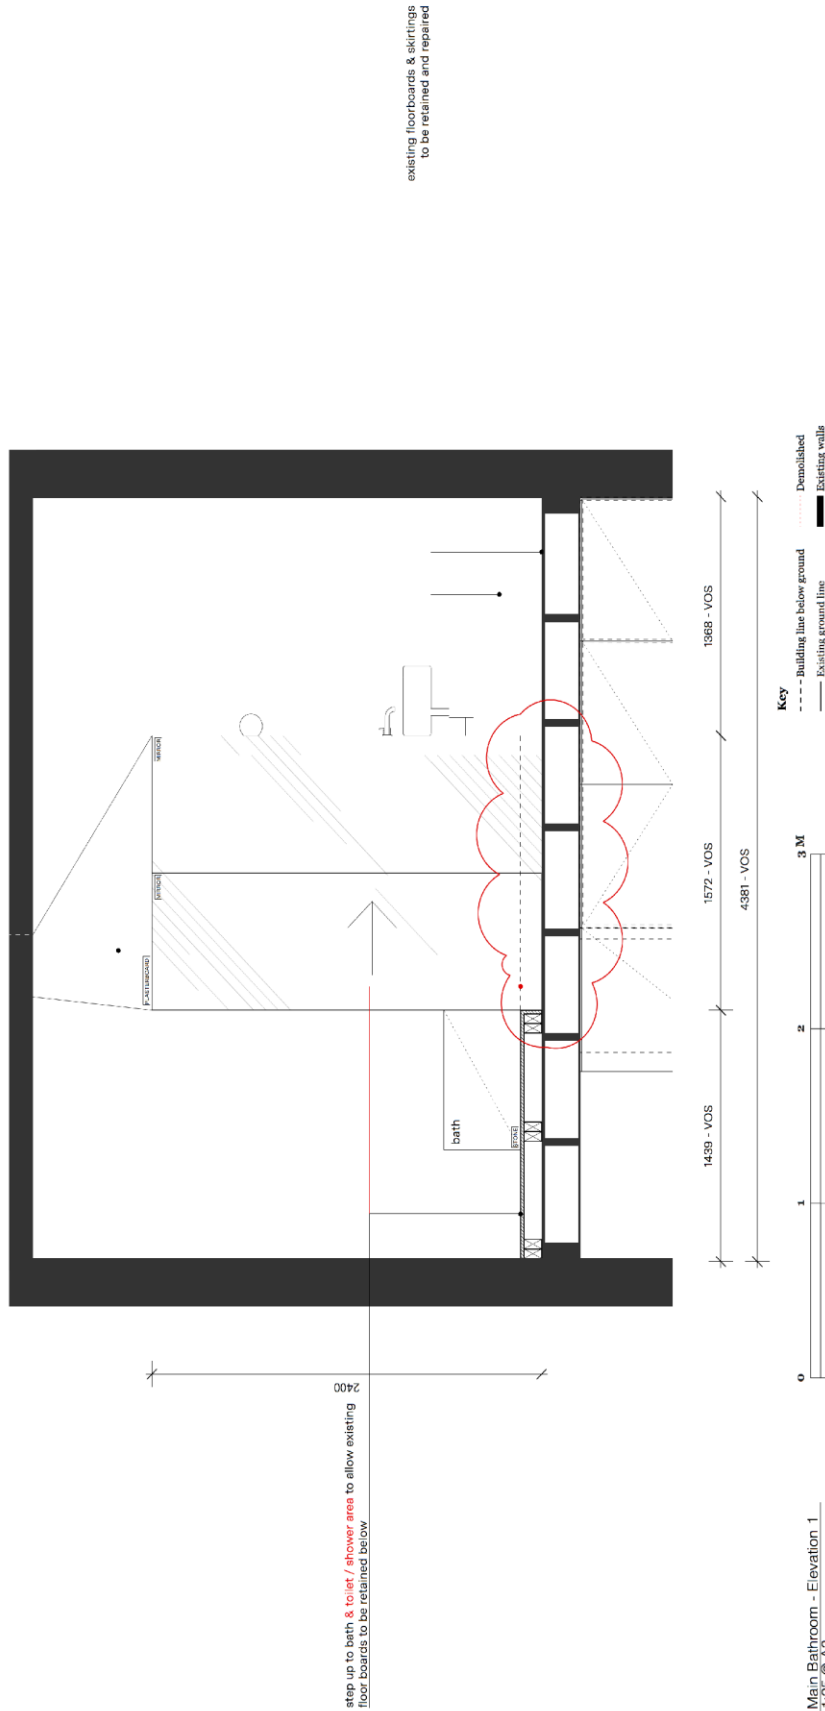 existing floorboards & skirtings
to be retained and repaired
MIRROR
MIRROR
PLASTERBOARD
bath
STONE
2400
step up to bath & toilet / shower area to allow existing
floor boards to be retained below
1439 - VOS
1572 - VOS
1368 - VOS
4381 - VOS
Key
Building line below ground
Existing ground line
Demolished
Existing walls
0
1
2
3 M
Main Bathroom - Elevation 1